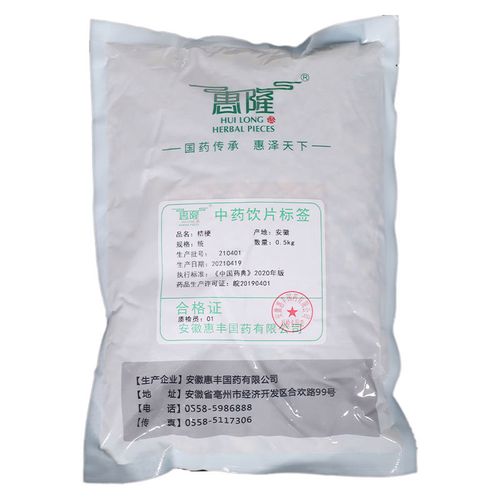 惠隆®
HUI LONG
HERBAL PIECES
国药传承 惠泽天下
惠隆 中药饮片标签
品名：桔梗 产地：安徽
规格：统 数量：0.5kg
生产批号： 210401
生产日期：20210419
执行标准：《中国药典》2020年版
药品生产许可证：皖20190401
合格证
质检员：01
安徽惠丰国药有限公司
【生产企业】安徽惠丰国药有限公司
【地 址】安徽省亳州市经济开发区合欢路99号
【电 话】0558-5986888
【传 真】0558-5117306